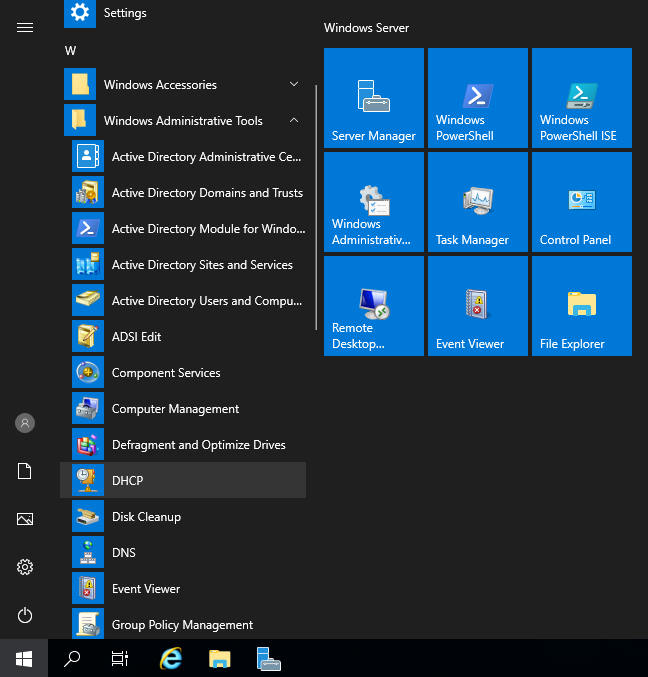 Settings
W
Windows Accessories
Windows Administrative Tools
Active Directory Administrative Ce...
Active Directory Domains and Trusts
Active Directory Module for Windo...
Active Directory Sites and Services
Active Directory Users and Compu...
ADSI Edit
Component Services
Computer Management
Defragment and Optimize Drives
DHCP
Disk Cleanup
DNS
Event Viewer
Group Policy Management
Windows Server
Server Manager
Windows
PowerShell
Windows
PowerShell ISE
Windows
Administrativ...
Task Manager
Control Panel
Remote
Desktop...
Event Viewer
File Explorer